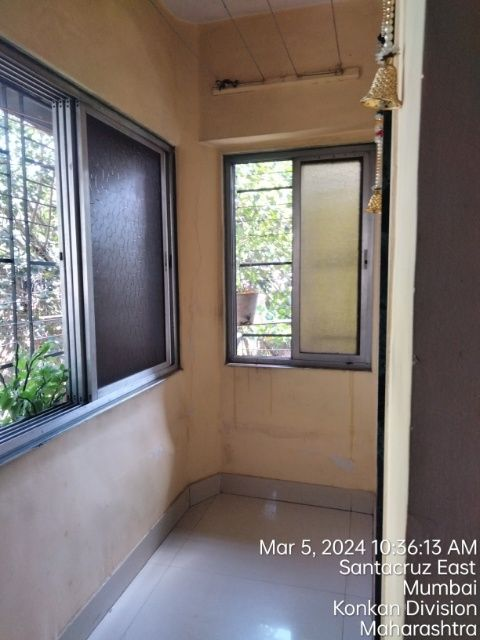 Mar 5, 2024 10:36:13 AM
Santacruz East
Mumbai
Konkan Division
Maharashtra